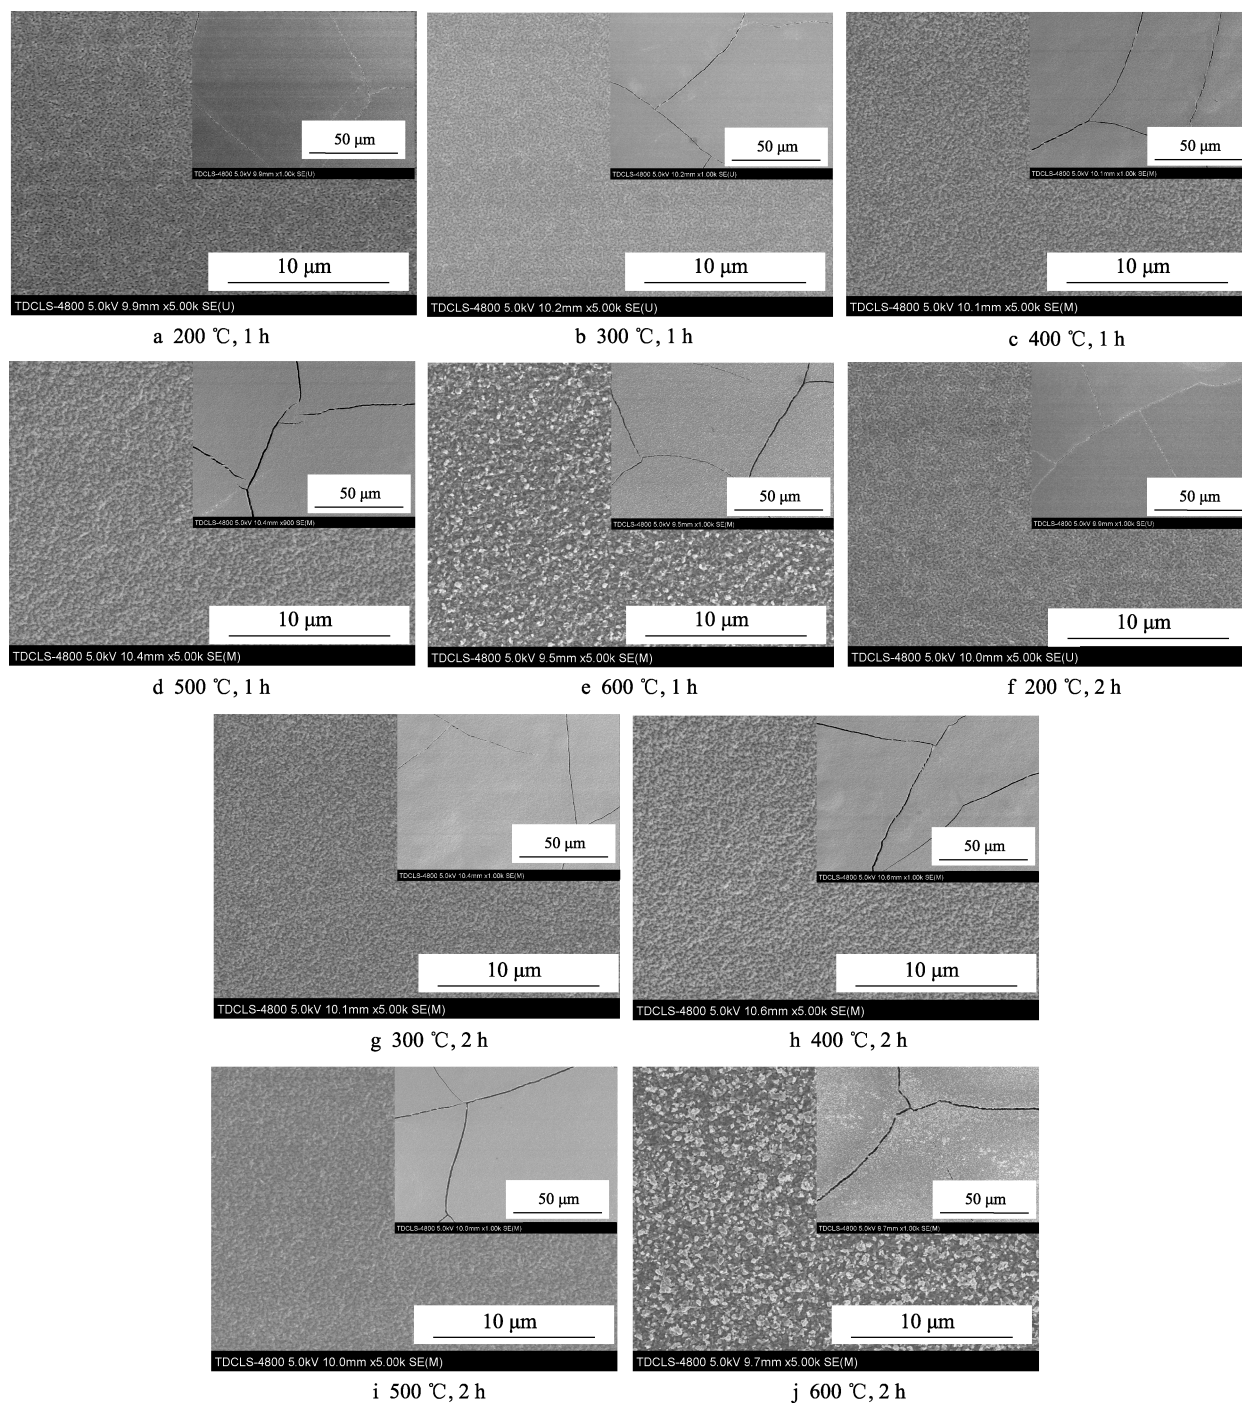 50 μm
TDCLS-4800 5.0kV 9.9mm x1.00k SE(U)
10 μm
TDCLS-4800 5.0kV 9.9mm x5.00k SE(U)
a 200 ℃, 1 h
50 μm
TDCLS-4800 5.0kV 10.2mm x1.00k SE(U)
10 μm
TDCLS-4800 5.0kV 10.2mm x5.00k SE(U)
b 300 ℃, 1 h
50 μm
TDCLS-4800 5.0kV 10.1mm x1.00k SE(M)
10 μm
TDCLS-4800 5.0kV 10.1mm x5.00k SE(M)
c 400 ℃, 1 h
50 μm
TDCLS-4800 5.0kV 10.4mm x900 SE(M)
10 μm
TDCLS-4800 5.0kV 10.4mm x5.00k SE(M)
d 500 ℃, 1 h
50 μm
TDCLS-4800 5.0kV 9.5mm x1.00k SE(M)
10 μm
TDCLS-4800 5.0kV 9.5mm x5.00k SE(M)
e 600 ℃, 1 h
50 μm
TDCLS-4800 5.0kV 9.9mm x1.00k SE(U)
10 μm
TDCLS-4800 5.0kV 10.0mm x5.00k SE(U)
f 200 ℃, 2 h
50 μm
TDCLS-4800 5.0kV 10.4mm x1.00k SE(M)
10 μm
TDCLS-4800 5.0kV 10.1mm x5.00k SE(M)
g 300 ℃, 2 h
50 μm
TDCLS-4800 5.0kV 10.6mm x1.00k SE(M)
10 μm
TDCLS-4800 5.0kV 10.6mm x5.00k SE(M)
h 400 ℃, 2 h
50 μm
TDCLS-4800 5.0kV 10.0mm x1.00k SE(M)
10 μm
TDCLS-4800 5.0kV 10.0mm x5.00k SE(M)
i 500 ℃, 2 h
50 μm
TDCLS-4800 5.0kV 9.7mm x1.00k SE(M)
10 μm
TDCLS-4800 5.0kV 9.7mm x5.00k SE(M)
j 600 ℃, 2 h